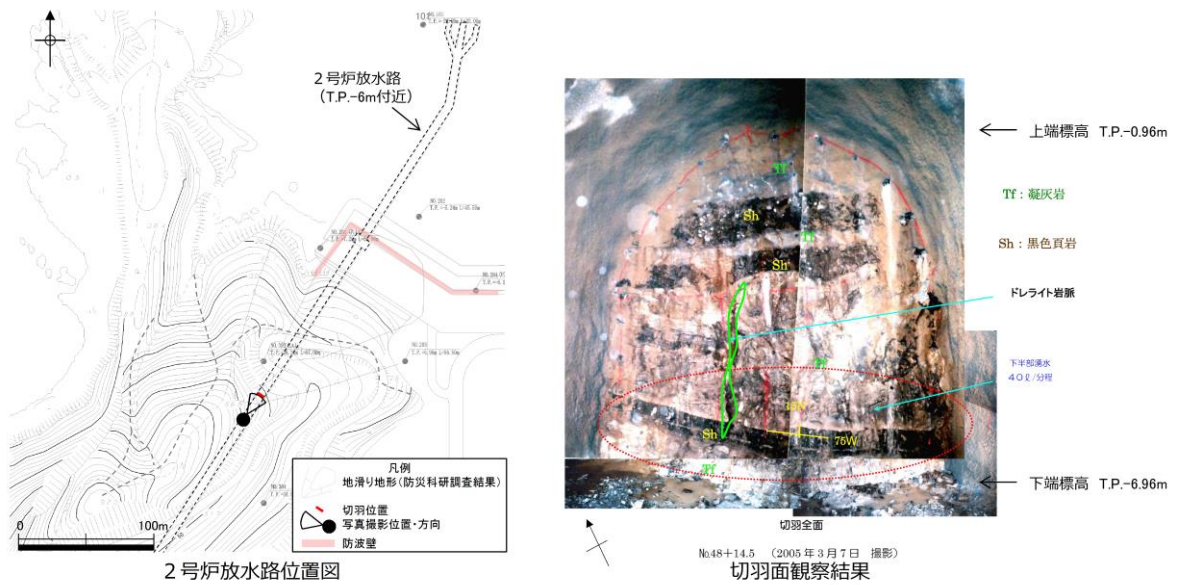 2号炉放水路
(T.P.-6m付近)
凡例
地滑り地形(防災科研調査結果)
切羽位置
写真撮影位置・方向
防波壁
0
100m
2号炉放水路位置図
上端標高 T.P.-0.96m
Tf
Tf:凝灰岩
Sh
Tf
Sh:黒色頁岩
Sh
ドレライト岩脈
Tf
下半部湧水
40ℓ/分程
15N
75W
Sh
Tf
下端標高 T.P.-6.96m
切羽全面
№48+14.5 (2005年3月7日 撮影)
切羽面観察結果